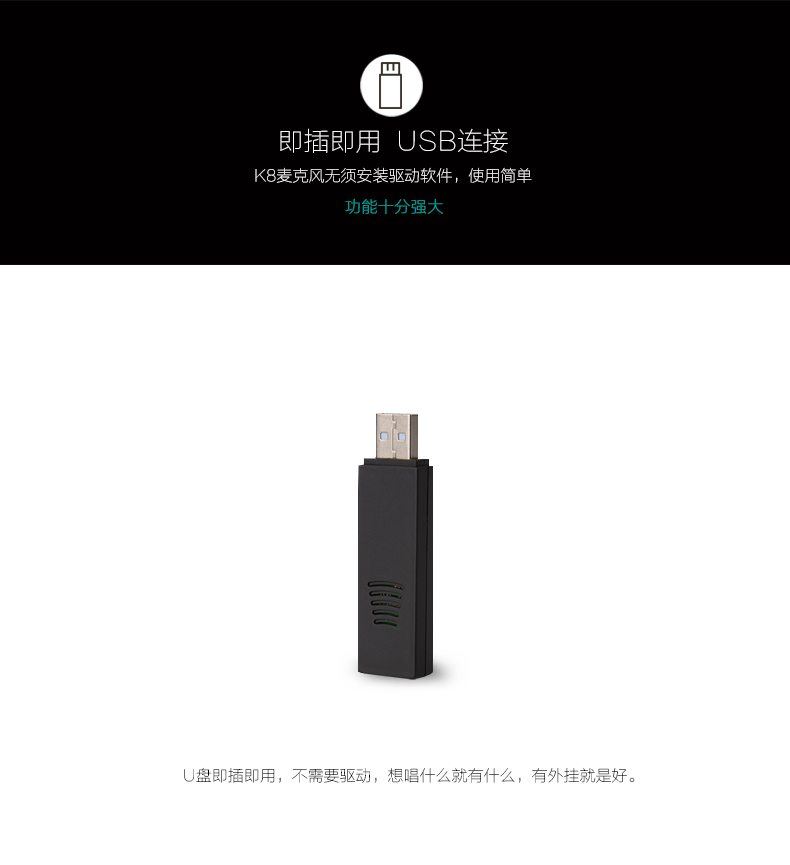 即插即用 USB连接
K8麦克风无须安装驱动软件，使用简单
功能十分强大
U盘即插即用，不需要驱动，想唱什么就有什么，有外挂就是好。